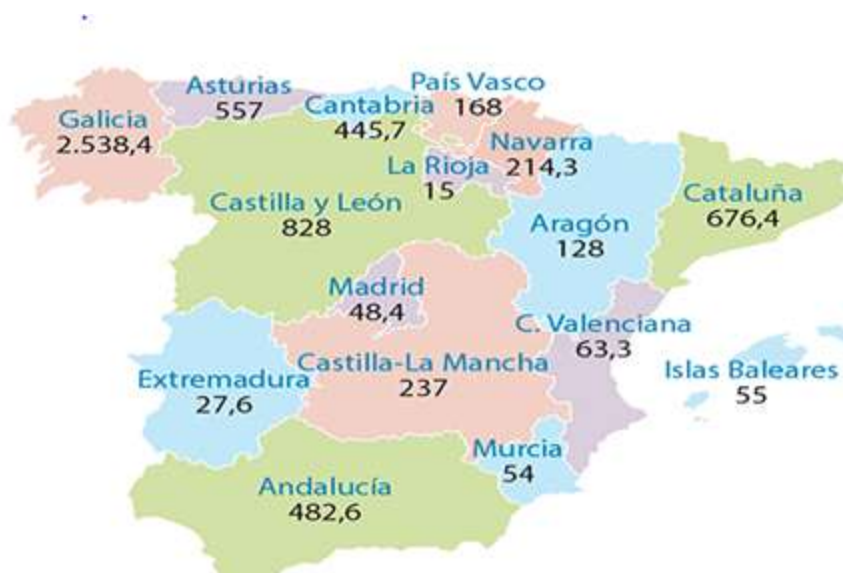 Asturias
557
País Vasco
168
Cantabria
445,7
Galicia
2.538,4
Navarra
214,3
La Rioja
15
Castilla y León
828
Cataluña
676,4
Aragón
128
Madrid
48,4
C. Valenciana
63,3
Castilla-La Mancha
237
Islas Baleares
55
Extremadura
27,6
Murcia
54
Andalucía
482,6